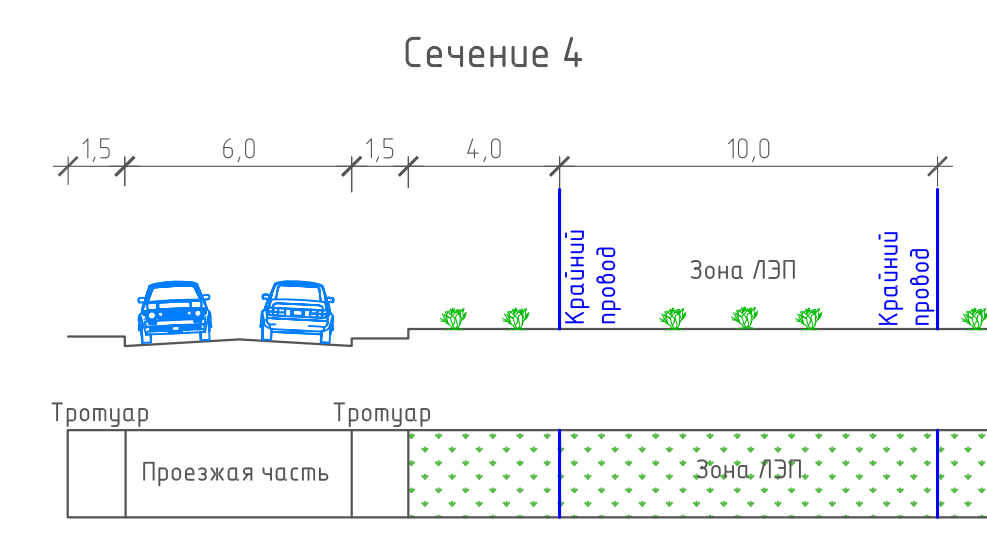 Сечение 4
1,5 6,0 1,5 4,0 10,0
Крайний
провод
Зона ЛЭП
Крайний
провод
Тротуар Тротуар
Проезжая часть Зона ЛЭП